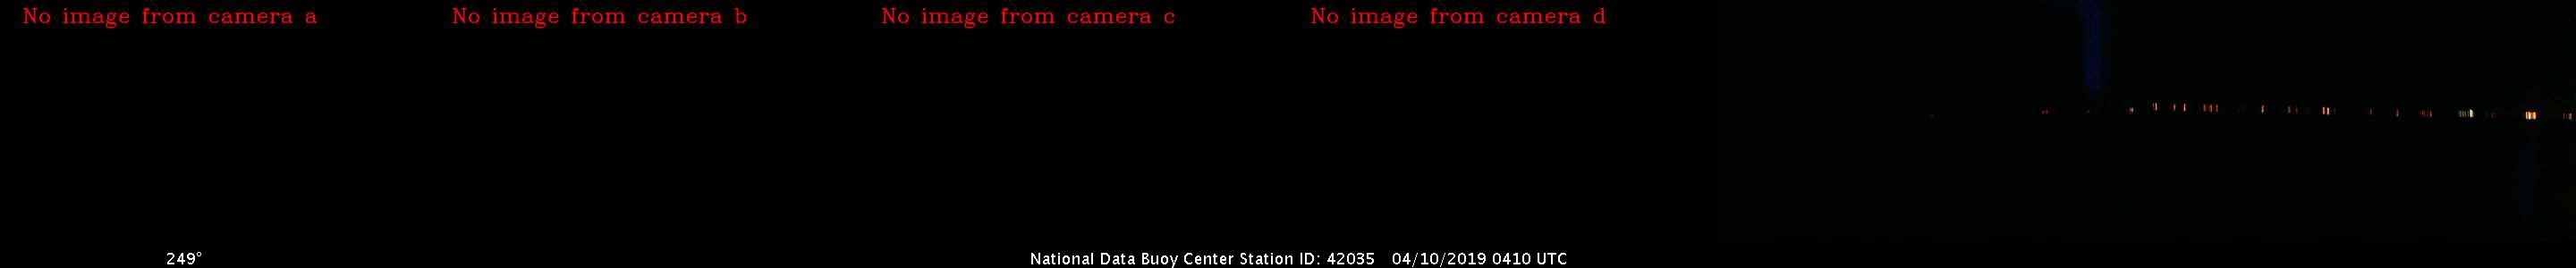 No image from camera a
No image from camera b
No image from camera c
No image from camera d
249°
National Data Buoy Center Station ID: 42035 04/10/2019 0410 UTC